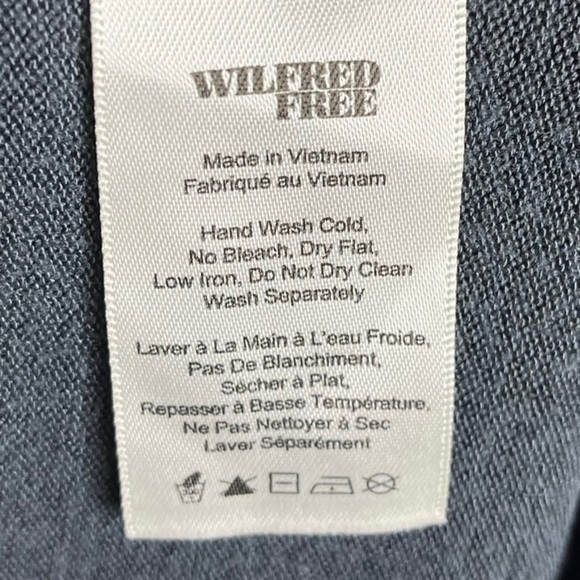 WILFRED
FREE
Made in Vietnam
Fabriqué au Vietnam
Hand Wash Cold,
No Bleach, Dry Flat,
Low Iron, Do Not Dry Clean
Wash Separately
Laver à La Main à L'eau Froide,
Pas De Blanchiment,
Sécher à Plat,
Repasser à Basse Température,
Ne Pas Nettoyer à Sec
Laver Séparément